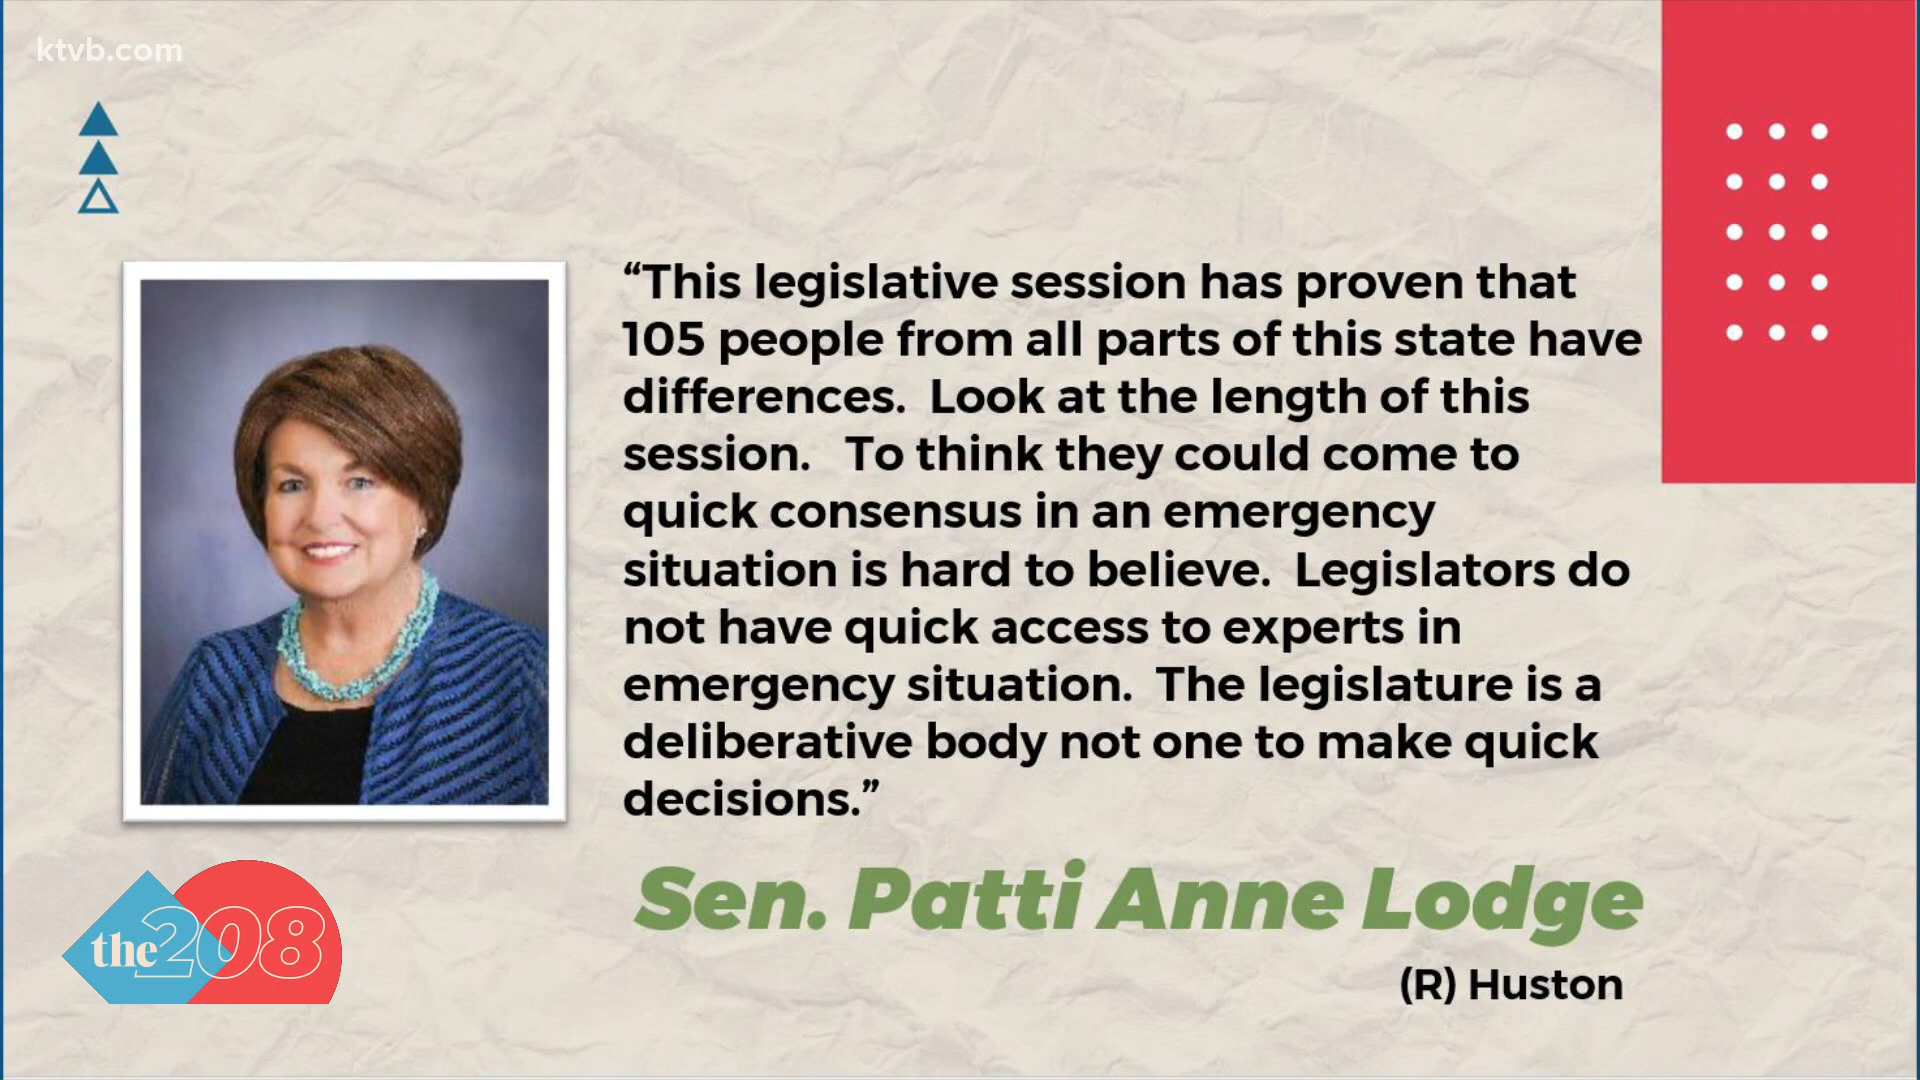 ktvb.com
“This legislative session has proven that
105 people from all parts of this state have
differences. Look at the length of this
session. To think they could come to
quick consensus in an emergency
situation is hard to believe. Legislators do
not have quick access to experts in
emergency situation. The legislature is a
deliberative body not one to make quick
decisions.”
Sen. Patti Anne Lodge
(R) Huston
the 208